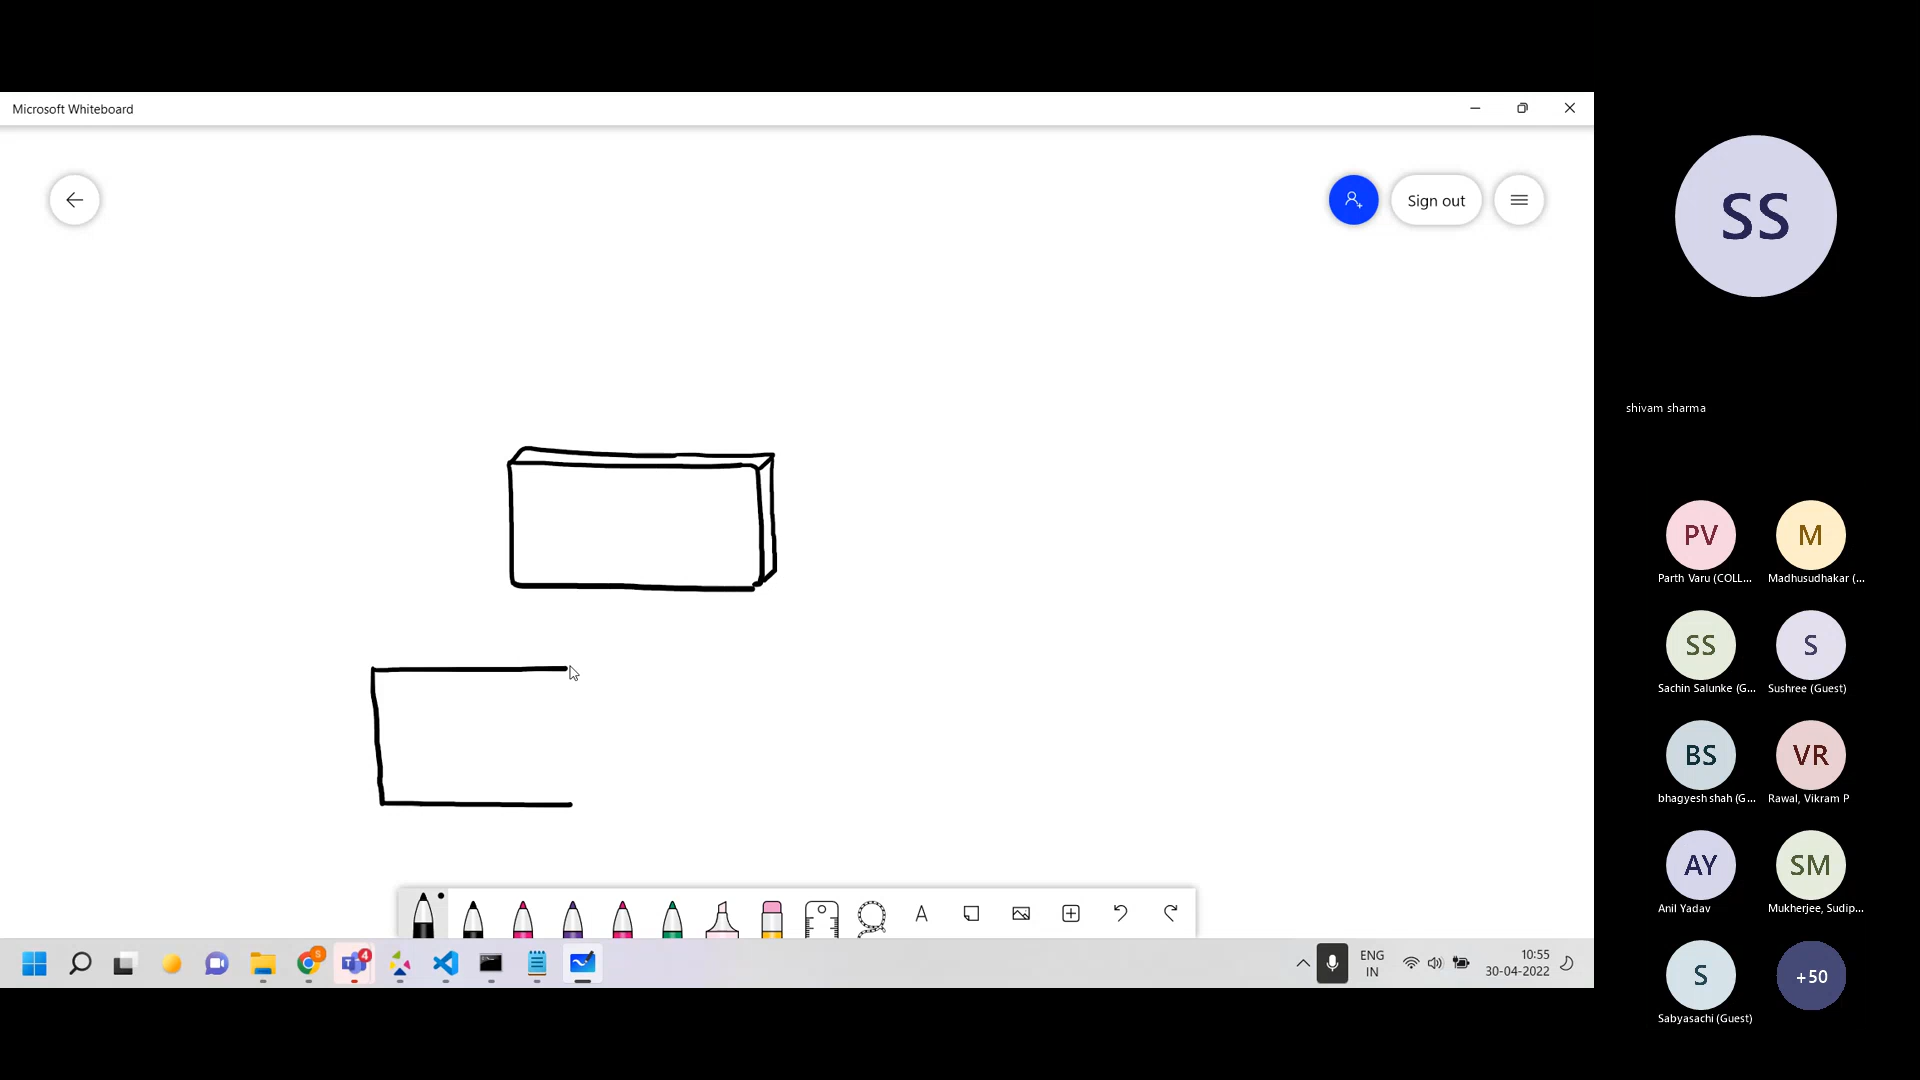 Microsoft Whiteboard
Sign out
SS
shivam sharma
PV
M
Parth Varu (COLL...
Madhusudhakar (...
SS
S
Sachin Salunke (G...
Sushree (Guest)
BS
VR
bhagyesh shah (G...
Rawal, Vikram P
AY
SM
Anil Yadav
Mukherjee, Sudip...
S
+50
Sabyasachi (Guest)
A
S
T
4
ENG
IN
10:55
30-04-2022